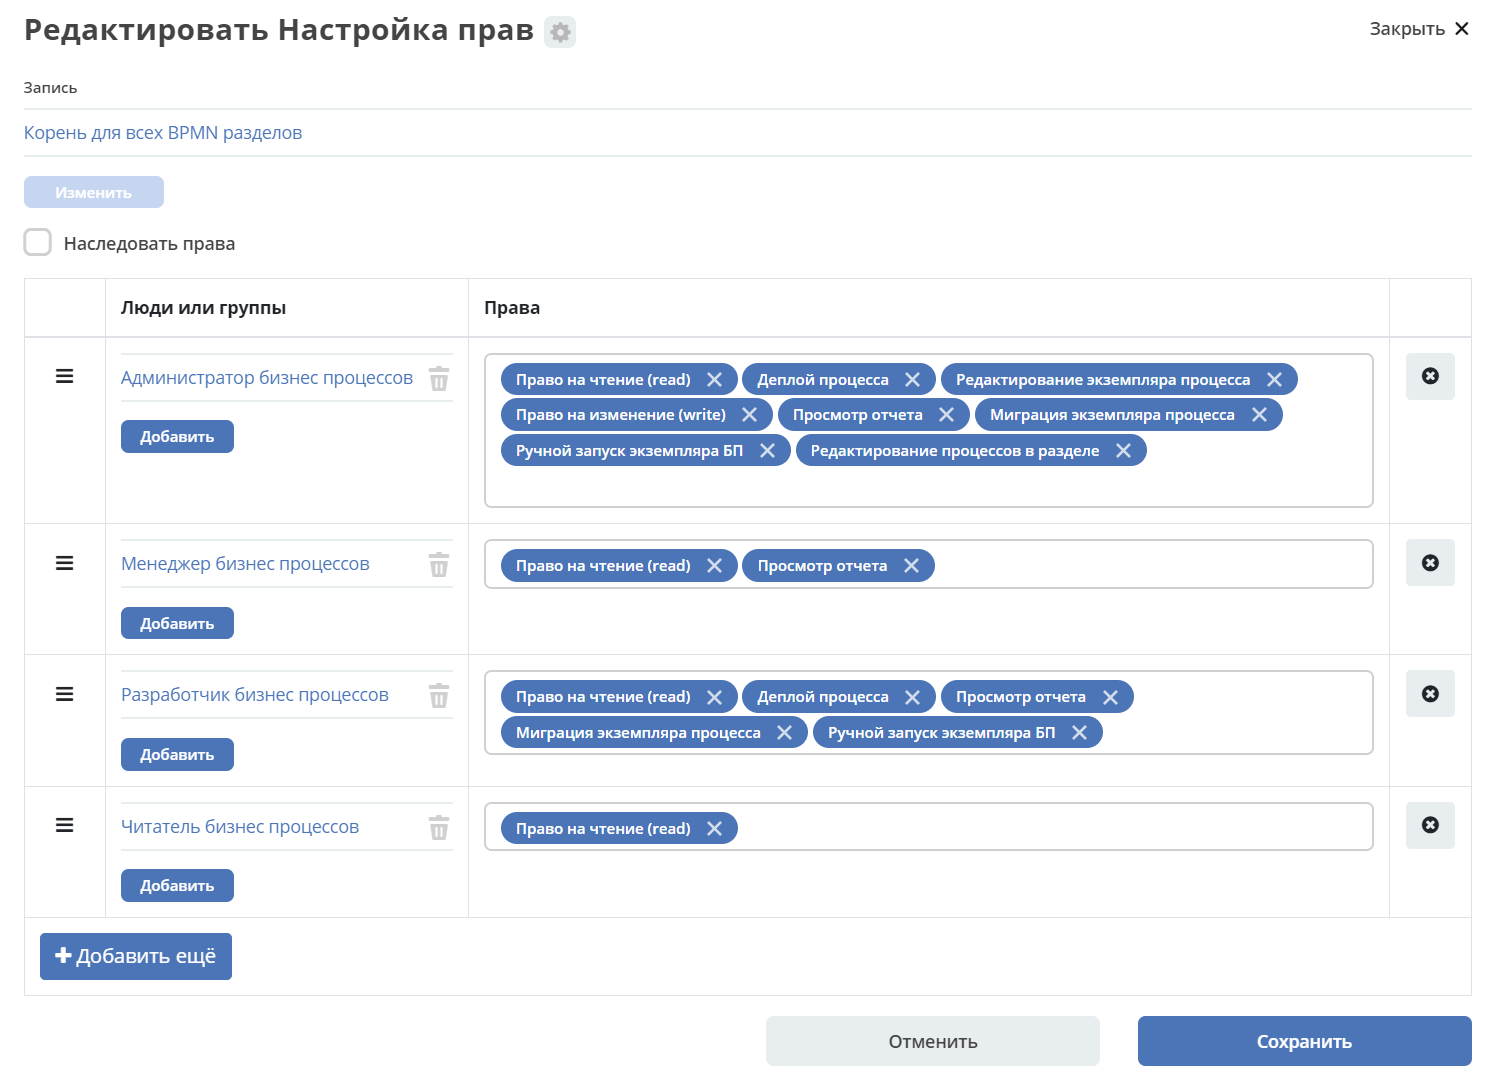 Редактировать Настройка прав
Закрыть
Запись
Корень для всех BPMN разделов
Изменить
Наследовать права
Люди или группы
Права
Администратор бизнес процессов
Добавить
Право на чтение (read)
Деплой процесса
Редактирование экземпляра процесса
Право на изменение (write)
Просмотр отчета
Миграция экземпляра процесса
Ручной запуск экземпляра БП
Редактирование процессов в разделе
Менеджер бизнес процессов
Добавить
Право на чтение (read)
Просмотр отчета
Разработчик бизнес процессов
Добавить
Право на чтение (read)
Деплой процесса
Просмотр отчета
Миграция экземпляра процесса
Ручной запуск экземпляра БП
Читатель бизнес процессов
Добавить
Право на чтение (read)
Добавить ещё
Отменить
Сохранить